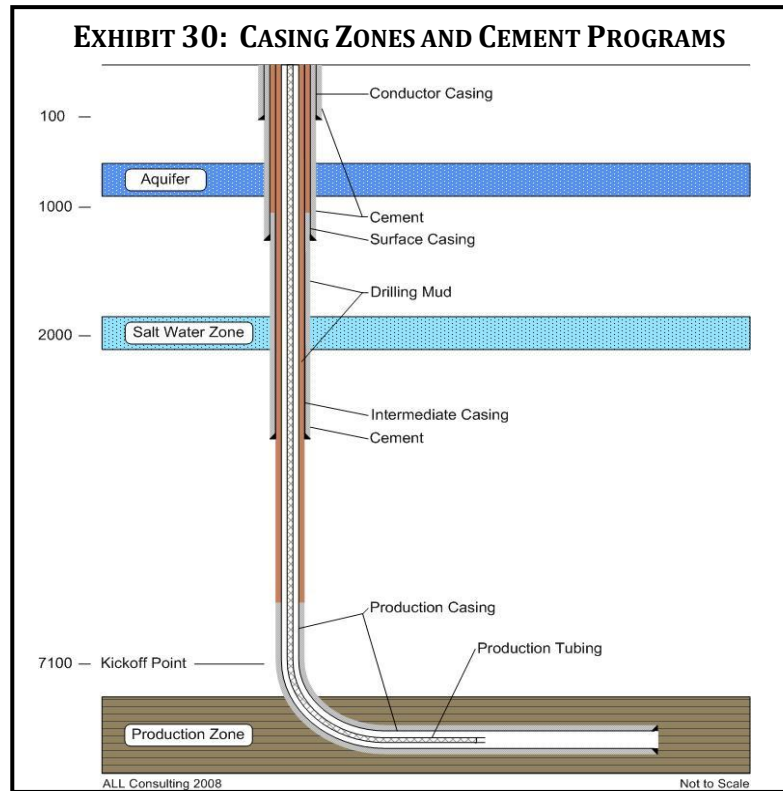 EXHIBIT 30: CASING ZONES AND CEMENT PROGRAMS
Conductor Casing
100
Aquifer
1000
Cement
Surface Casing
Drilling Mud
Salt Water Zone
2000
Intermediate Casing
Cement
Production Casing
Production Tubing
7100
Kickoff Point
Production Zone
ALL Consulting 2008
Not to Scale